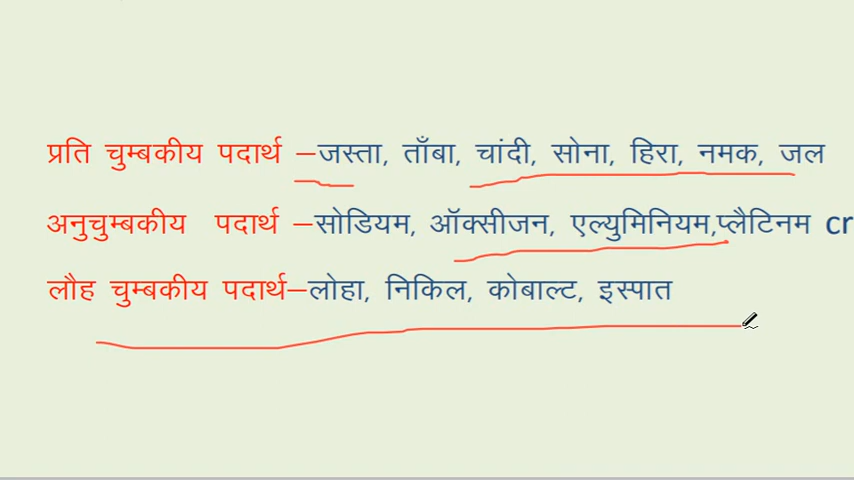 प्रति चुम्बकीय पदार्थ –जस्ता, ताँबा, चांदी, सोना, हिरा, नमक, जल
अनुचुम्बकीय पदार्थ –सोडियम, ऑक्सीजन, एल्युमिनियम,प्लैटिनम cr
लौह चुम्बकीय पदार्थ–लोहा, निकिल, कोबाल्ट, इस्पात